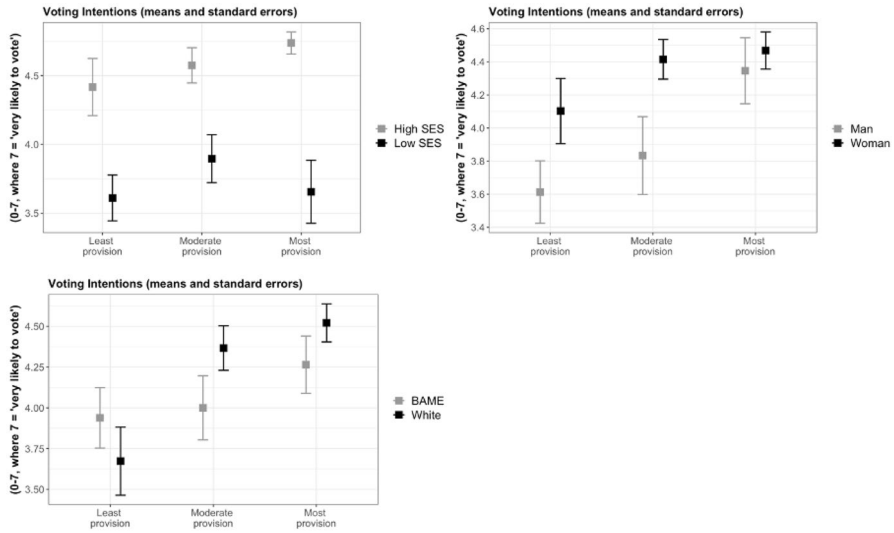 Voting Intentions (means and standard errors)
(0-7, where 7 = 'very likely to vote')
4.5
4.0
3.5
Least
provision
Moderate
provision
Most
provision
High SES
Low SES
Voting Intentions (means and standard errors)
(0-7, where 7 = 'very likely to vote')
4.6
4.4
4.2
4.0
3.8
3.6
3.4
Least
provision
Moderate
provision
Most
provision
Man
Woman
Voting Intentions (means and standard errors)
(0-7, where 7 = 'very likely to vote')
4.50
4.25
4.00
3.75
3.50
Least
provision
Moderate
provision
Most
provision
BAME
White